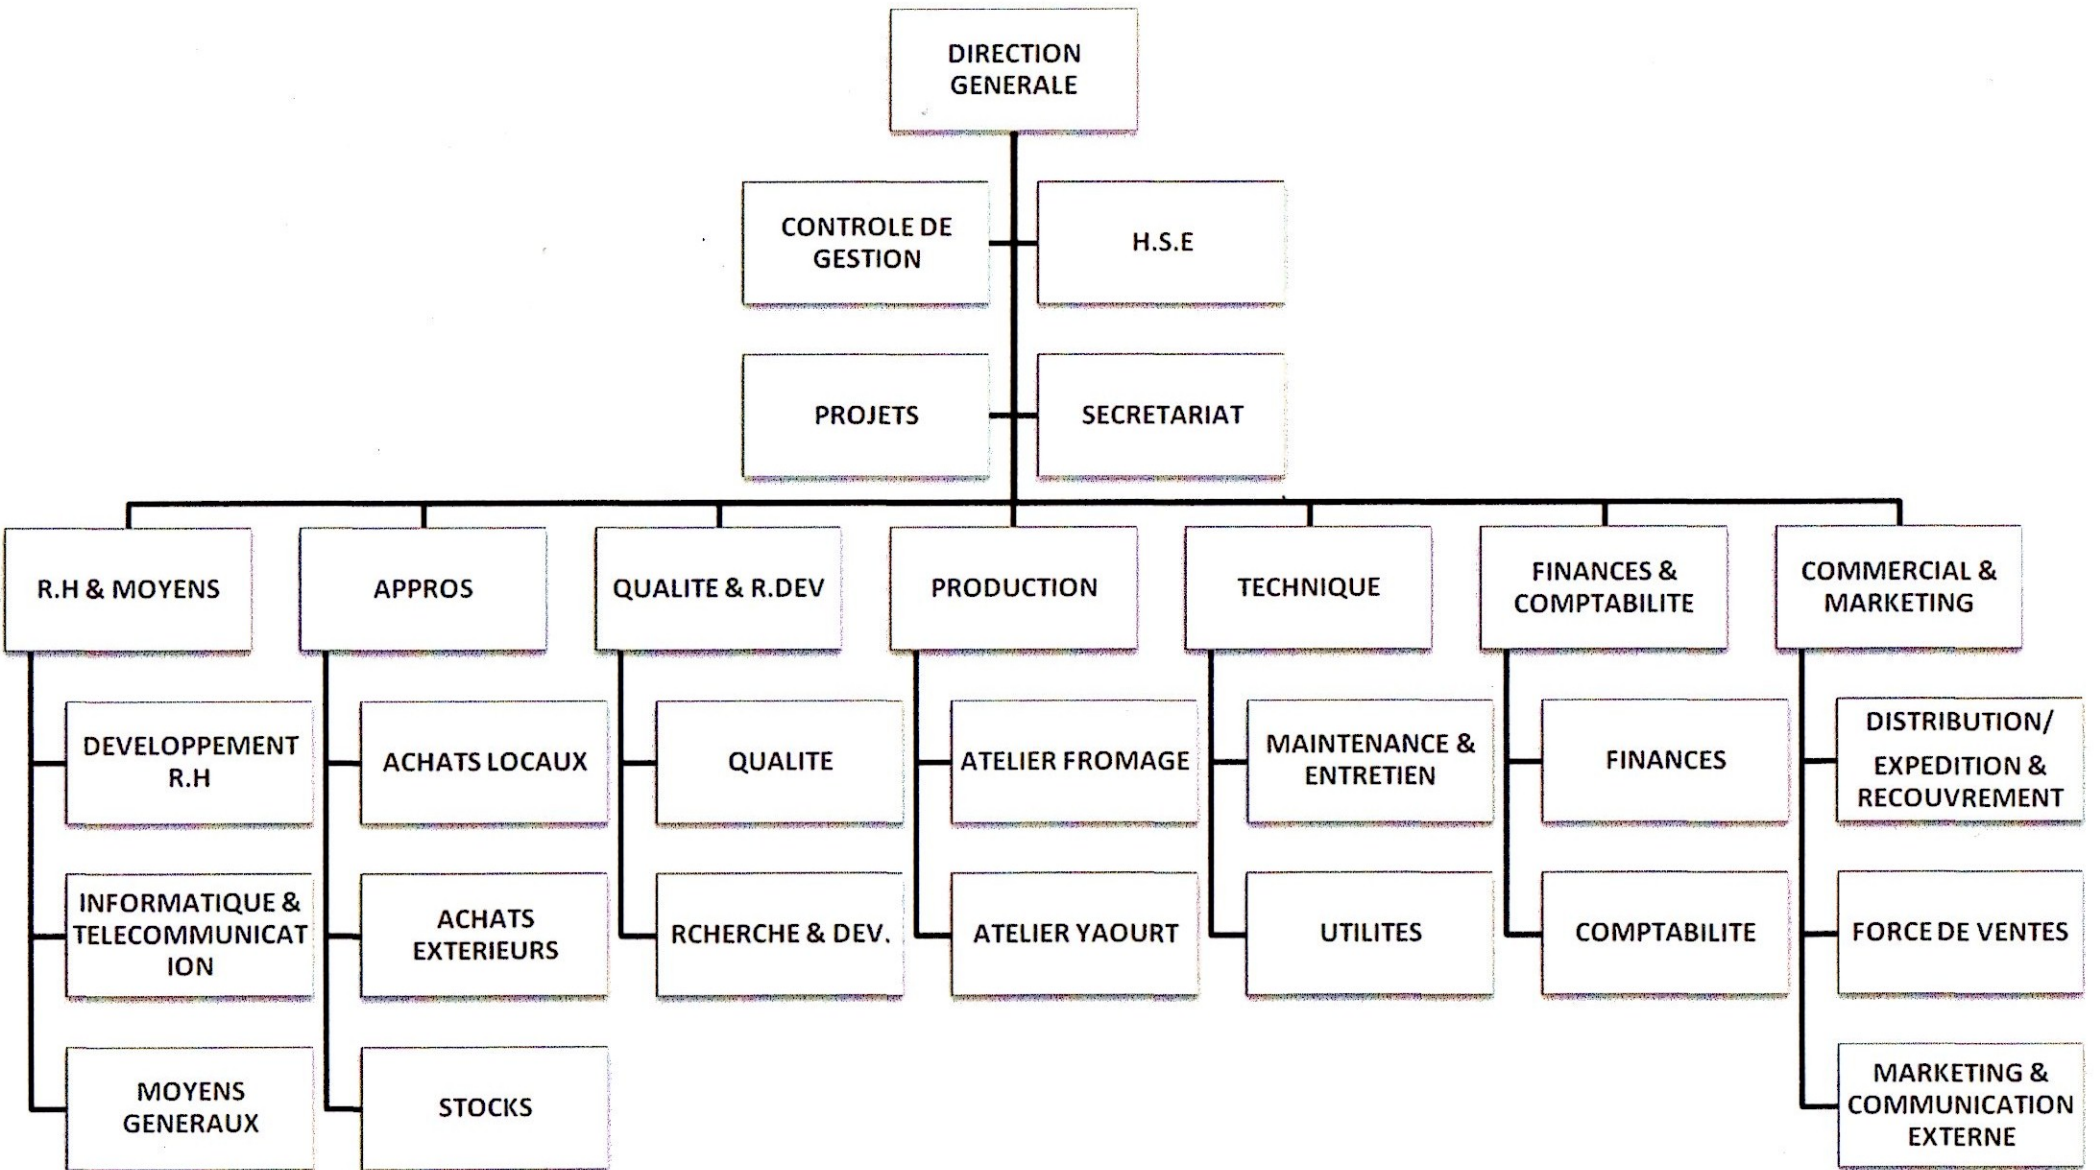 DIRECTION
GENERALE
CONTROLE DE
GESTION
H.S.E
PROJETS
SECRETARIAT
R.H & MOYENS
APPROS
QUALITE & R.DEV
PRODUCTION
TECHNIQUE
FINANCES &
COMPTABILITE
COMMERCIAL &
MARKETING
DEVELOPPEMENT
R.H
ACHATS LOCAUX
QUALITE
ATELIER FROMAGE
MAINTENANCE &
ENTRETIEN
FINANCES
DISTRIBUTION/
EXPEDITION &
RECOUVREMENT
INFORMATIQUE &
TELECOMMUNICAT
ION
ACHATS
EXTERIEURS
RCHERCHE & DEV.
ATELIER YAOURT
UTILITES
COMPTABILITE
FORCE DE VENTES
MOYENS
GENERAUX
STOCKS
MARKETING &
COMMUNICATION
EXTERNE